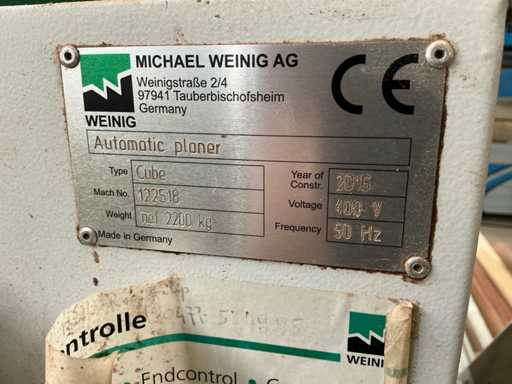 MICHAEL WEINIG AG
Weinigstraße 2/4
97941 Tauberbischofsheim
Germany
WEINIG
CE
Automatic planer
Type Cube
Year of Constr. 2015
Mach No. 122518
Voltage 400 V
Weight net 2200 kg
Frequency 50 Hz
Made in Germany
ontrolle
WEINI
Endcontrol